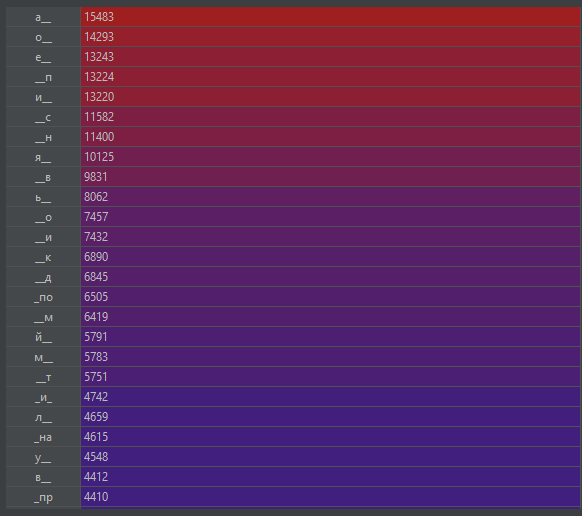 а__ 15483
о__ 14293
е__ 13243
__п 13224
и__ 13220
__с 11582
__н 11400
я__ 10125
__в 9831
ь__ 8062
__о 7457
__и 7432
__к 6890
__д 6845
_по 6505
__м 6419
й__ 5791
м__ 5783
__т 5751
_и_ 4742
л__ 4659
_на 4615
у__ 4548
в__ 4412
_пр 4410